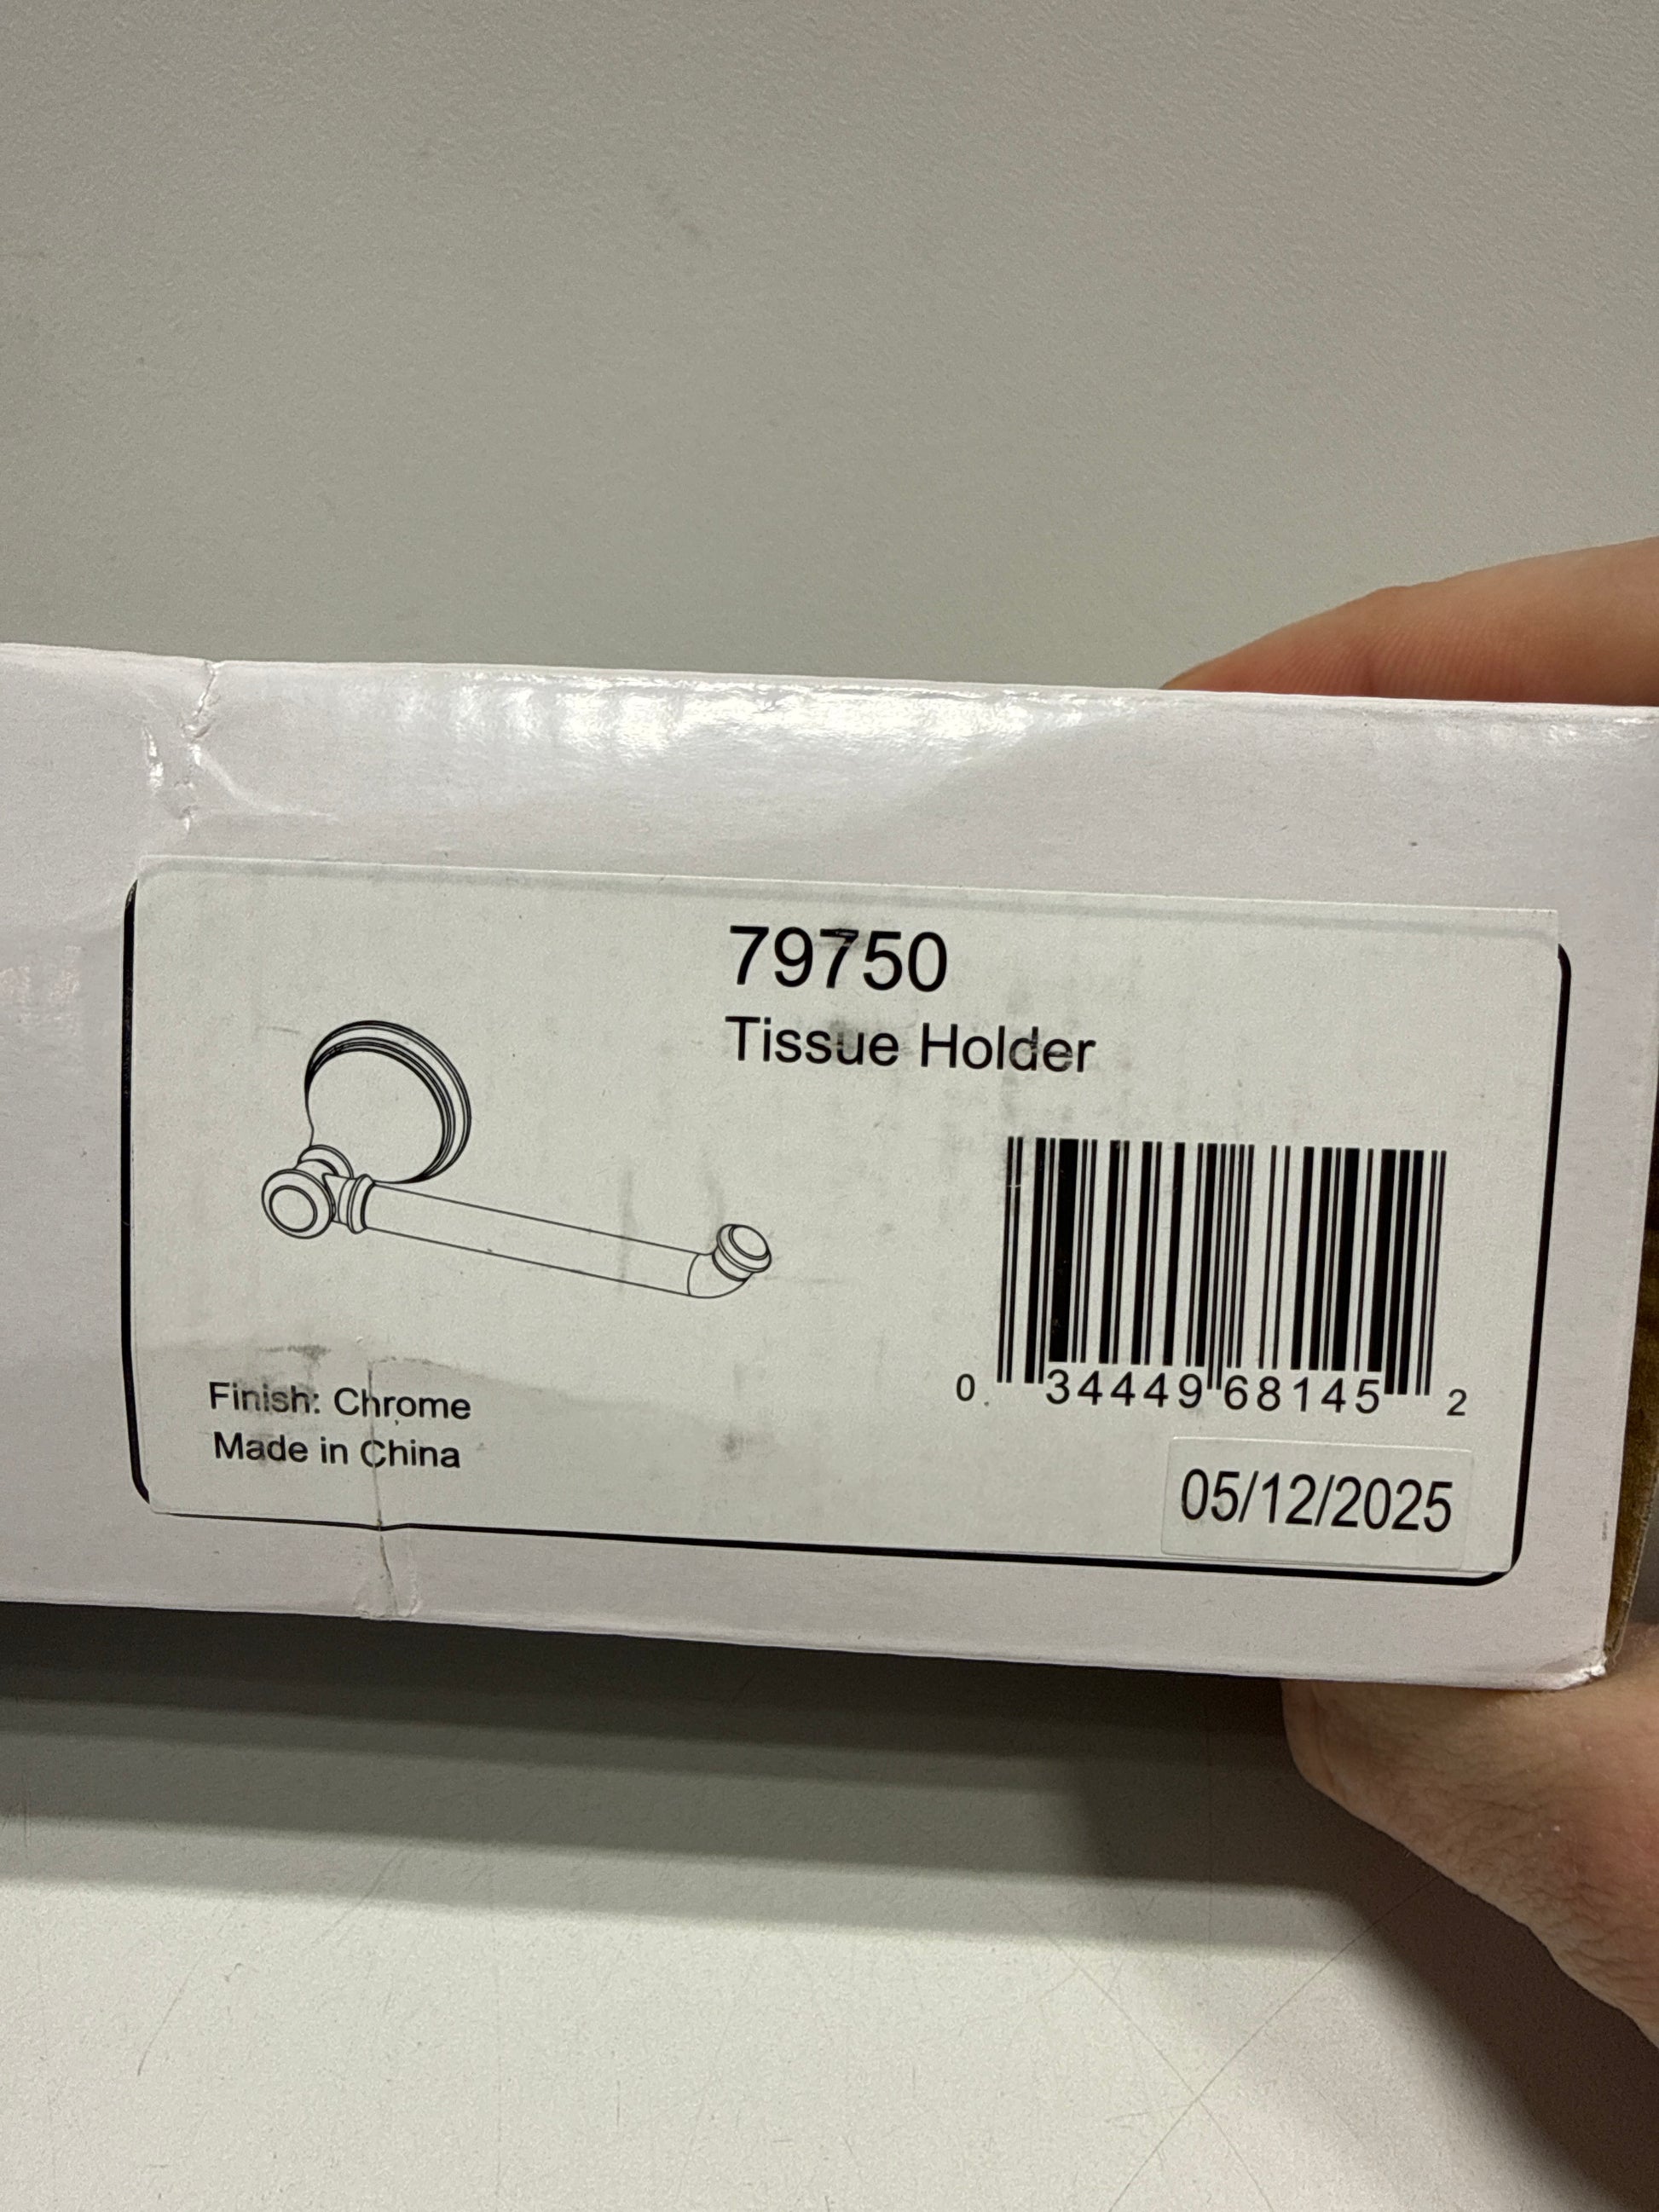 79750
Tissue Holder
Finish: Chrome
Made in China
0 34449 68145 2
05/12/2025